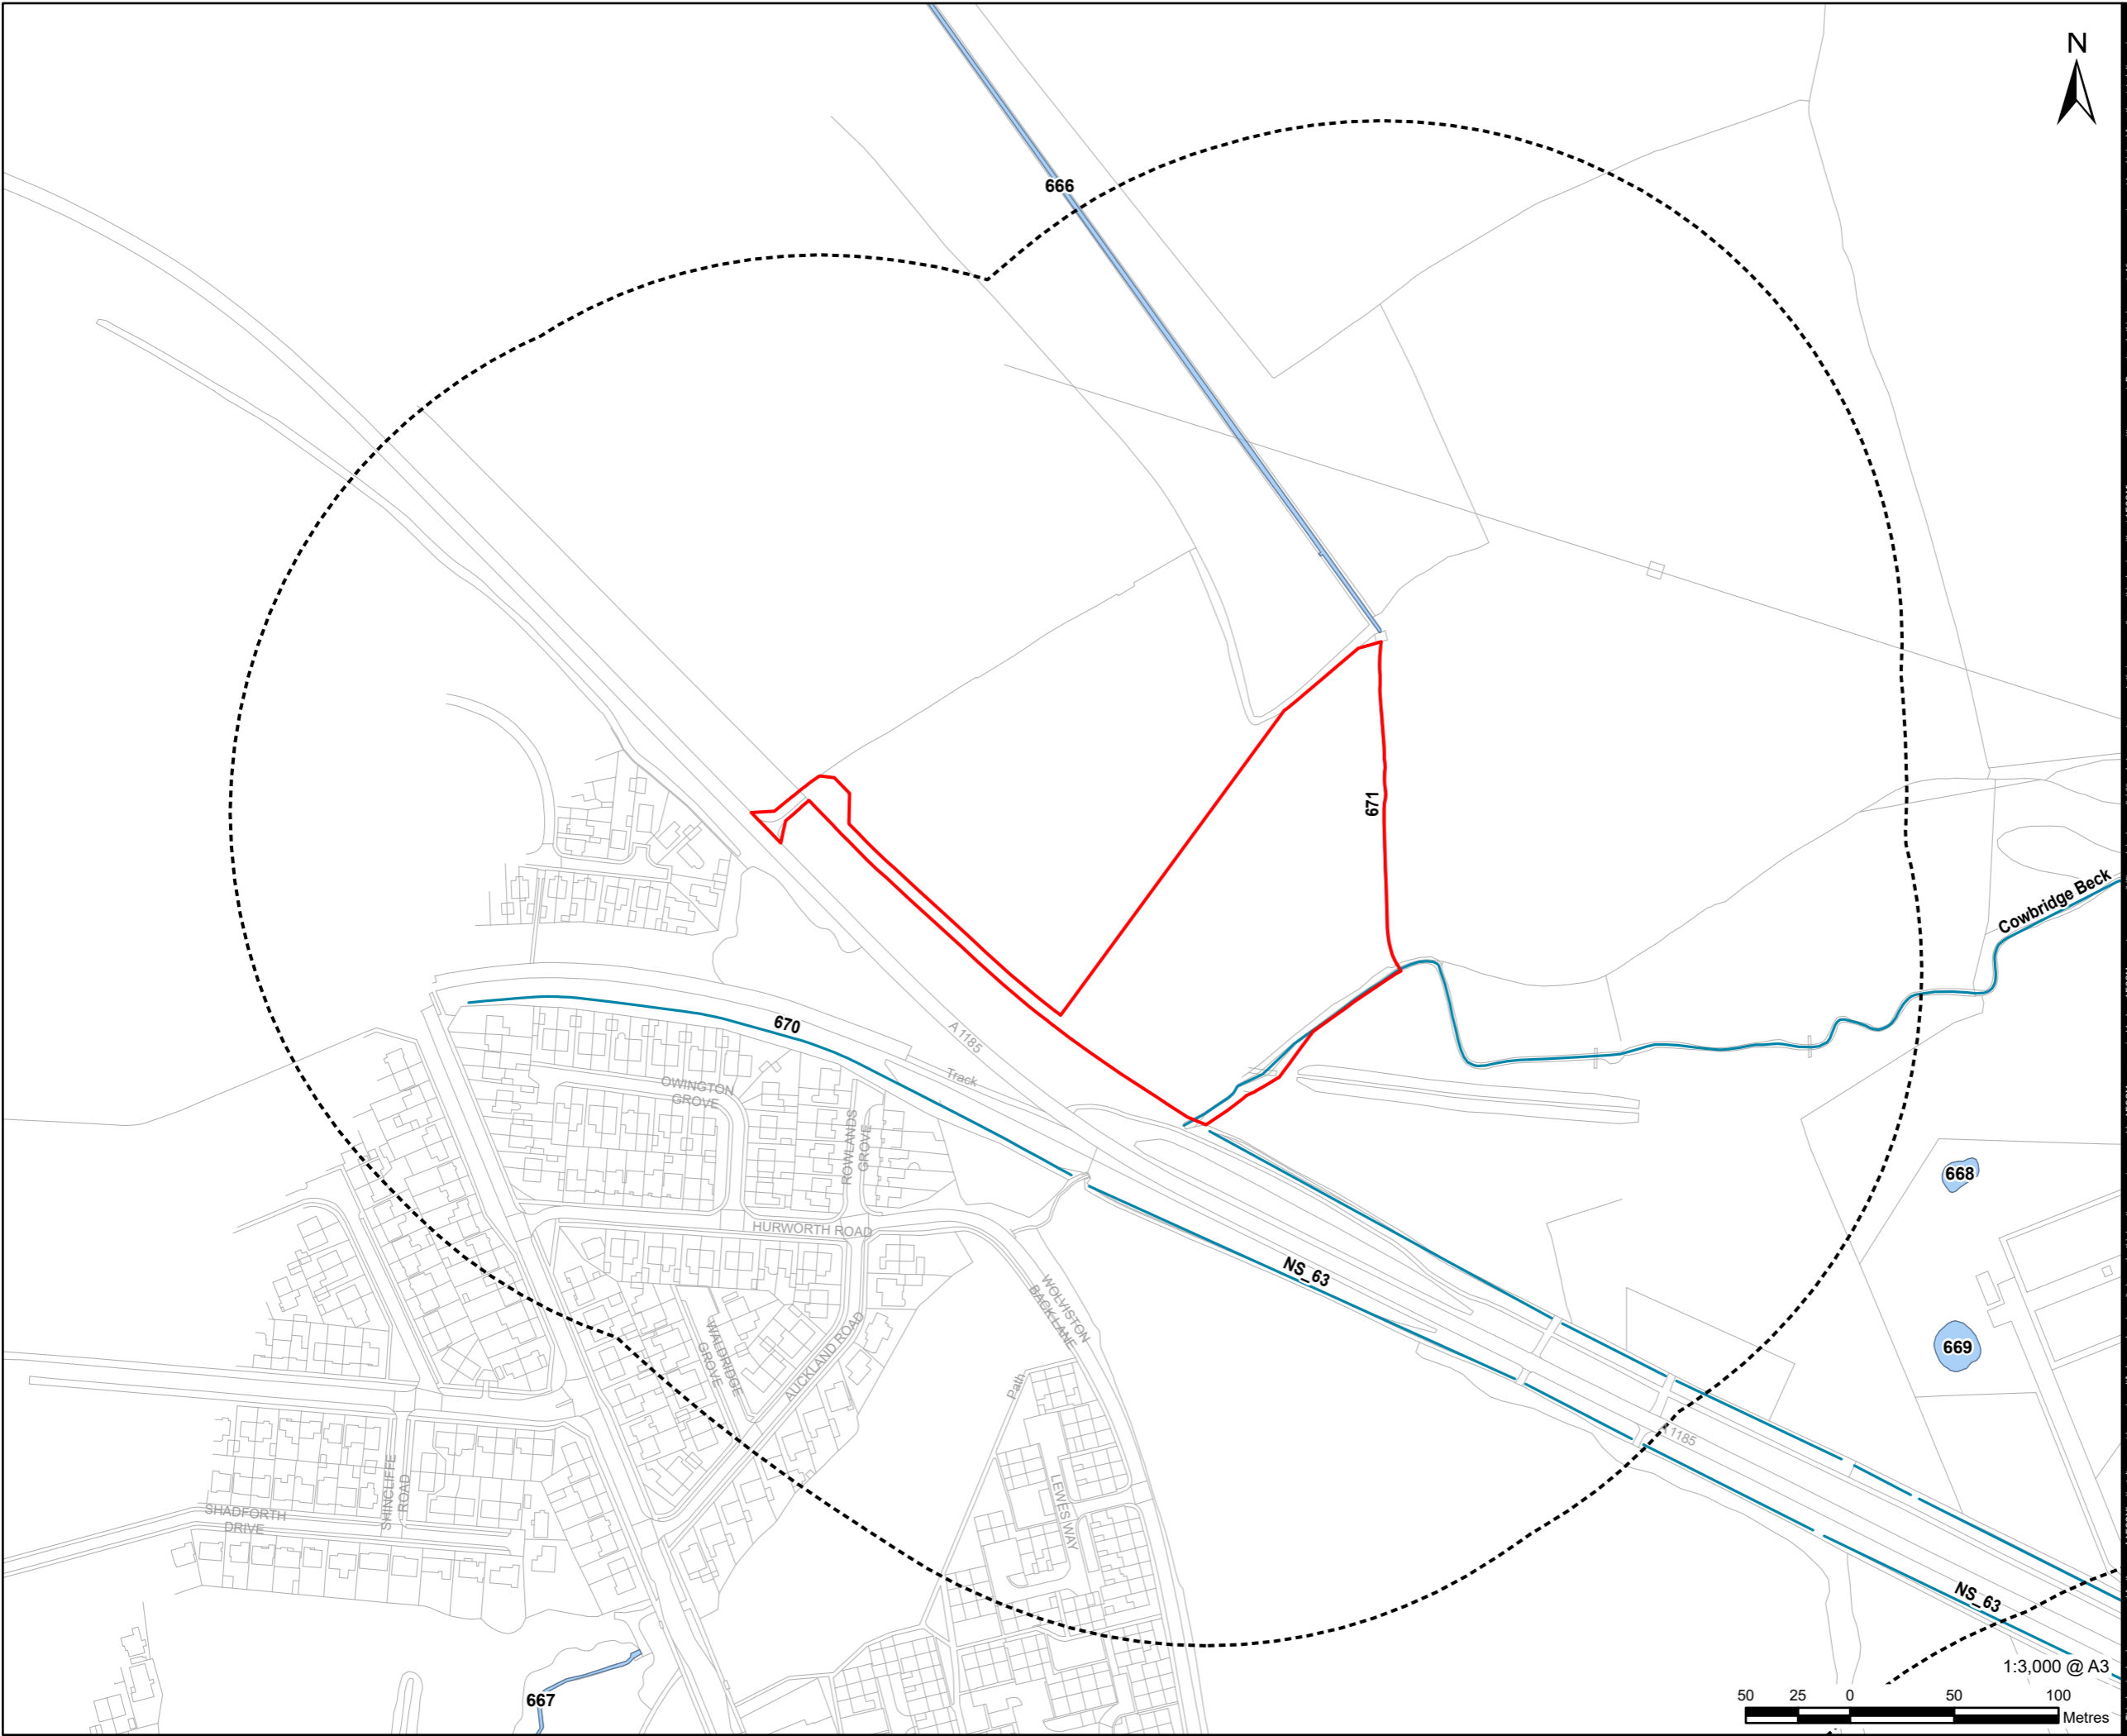 N
666
671
Cowbridge Beck
670
A 1185
Track
OWINGTON
GROVE
ROWLANDS
GROVE
668
HURWORTH ROAD
NS_63
WOLVISTON
BACK LANE
669
WALDRIDGE
GROVE
AUCKLAND ROAD
Path
A 1185
SHINCLIFFE
ROAD
LEWES WAY
SHADFORTH
DRIVE
NS_63
667
1:3,000 @ A3
50 25 0 50 100
Metres